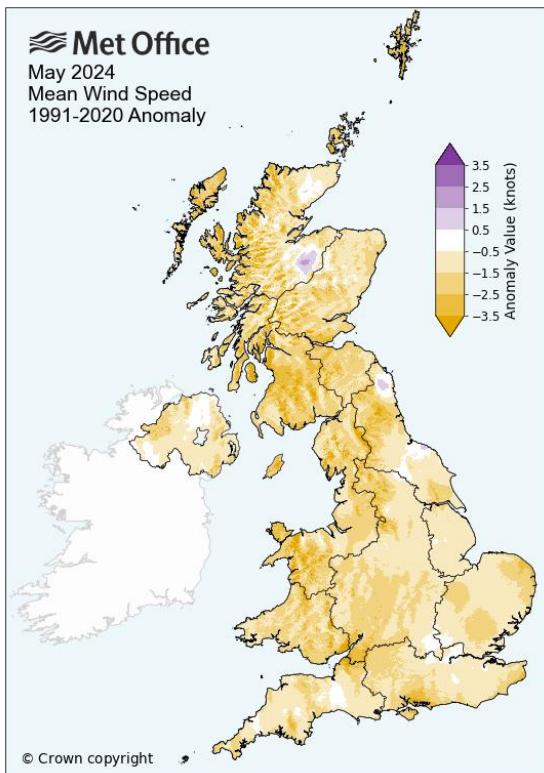 Met Office
May 2024
Mean Wind Speed
1991-2020 Anomaly
3.5
2.5
1.5
0.5
−0.5
−1.5
−2.5
−3.5
Anomaly Value (knots)
© Crown copyright